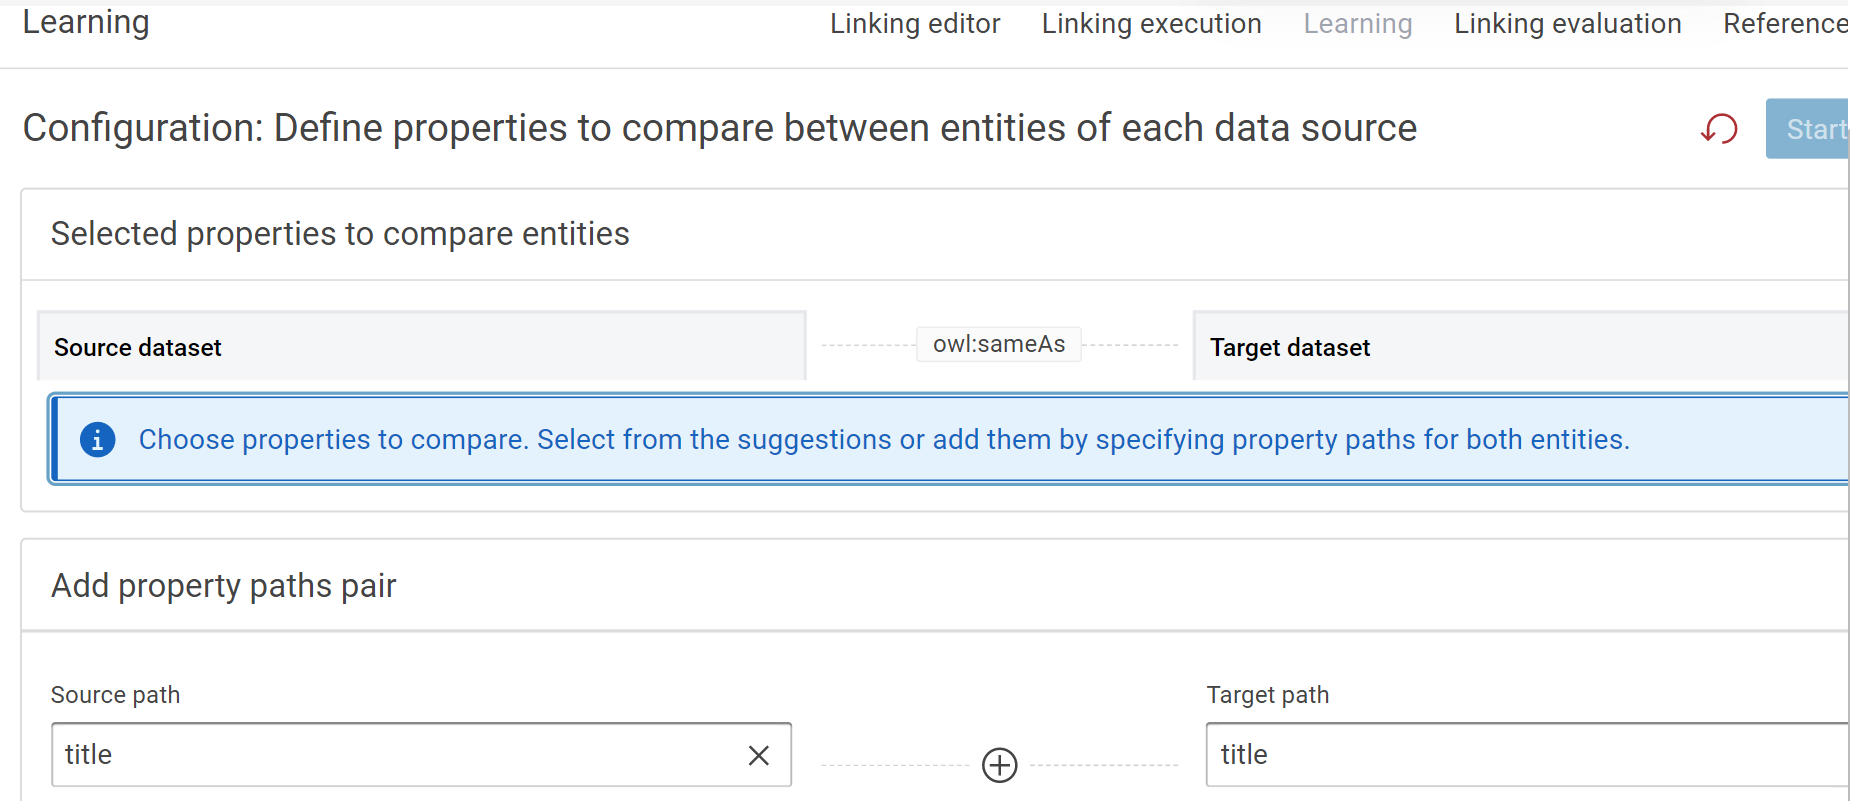 Learning
Linking editor
Linking execution
Learning
Linking evaluation
Reference
Configuration: Define properties to compare between entities of each data source
Start
Selected properties to compare entities
Source dataset
owl:sameAs
Target dataset
Choose properties to compare. Select from the suggestions or add them by specifying property paths for both entities.
Add property paths pair
Source path
Target path
title
title